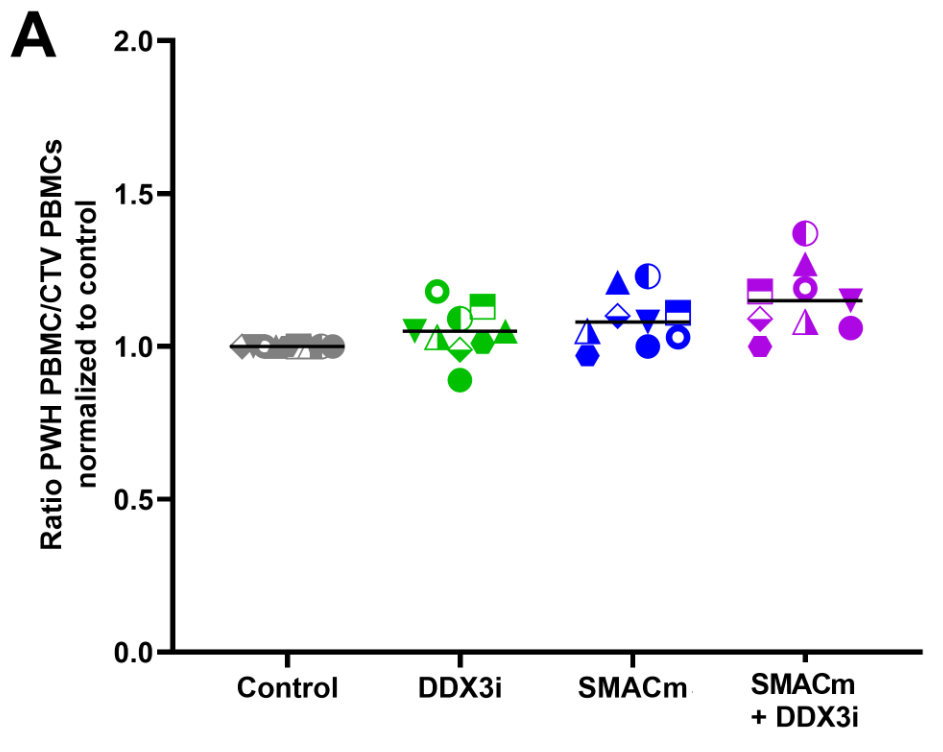 A
Ratio PWH PBMC/CTV PBMCs
normalized to control
2.0
1.5
1.0
0.5
0.0
Control
DDX3i
SMACm
SMACm
+ DDX3i